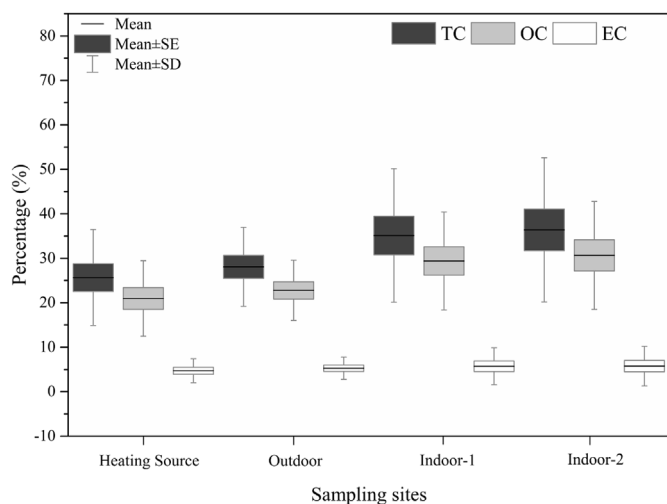 Mean
Mean±SE
Mean±SD
TC OC EC
80
70
60
50
40
30
20
10
0
-10
Percentage (%)
Heating Source Outdoor Indoor-1 Indoor-2
Sampling sites